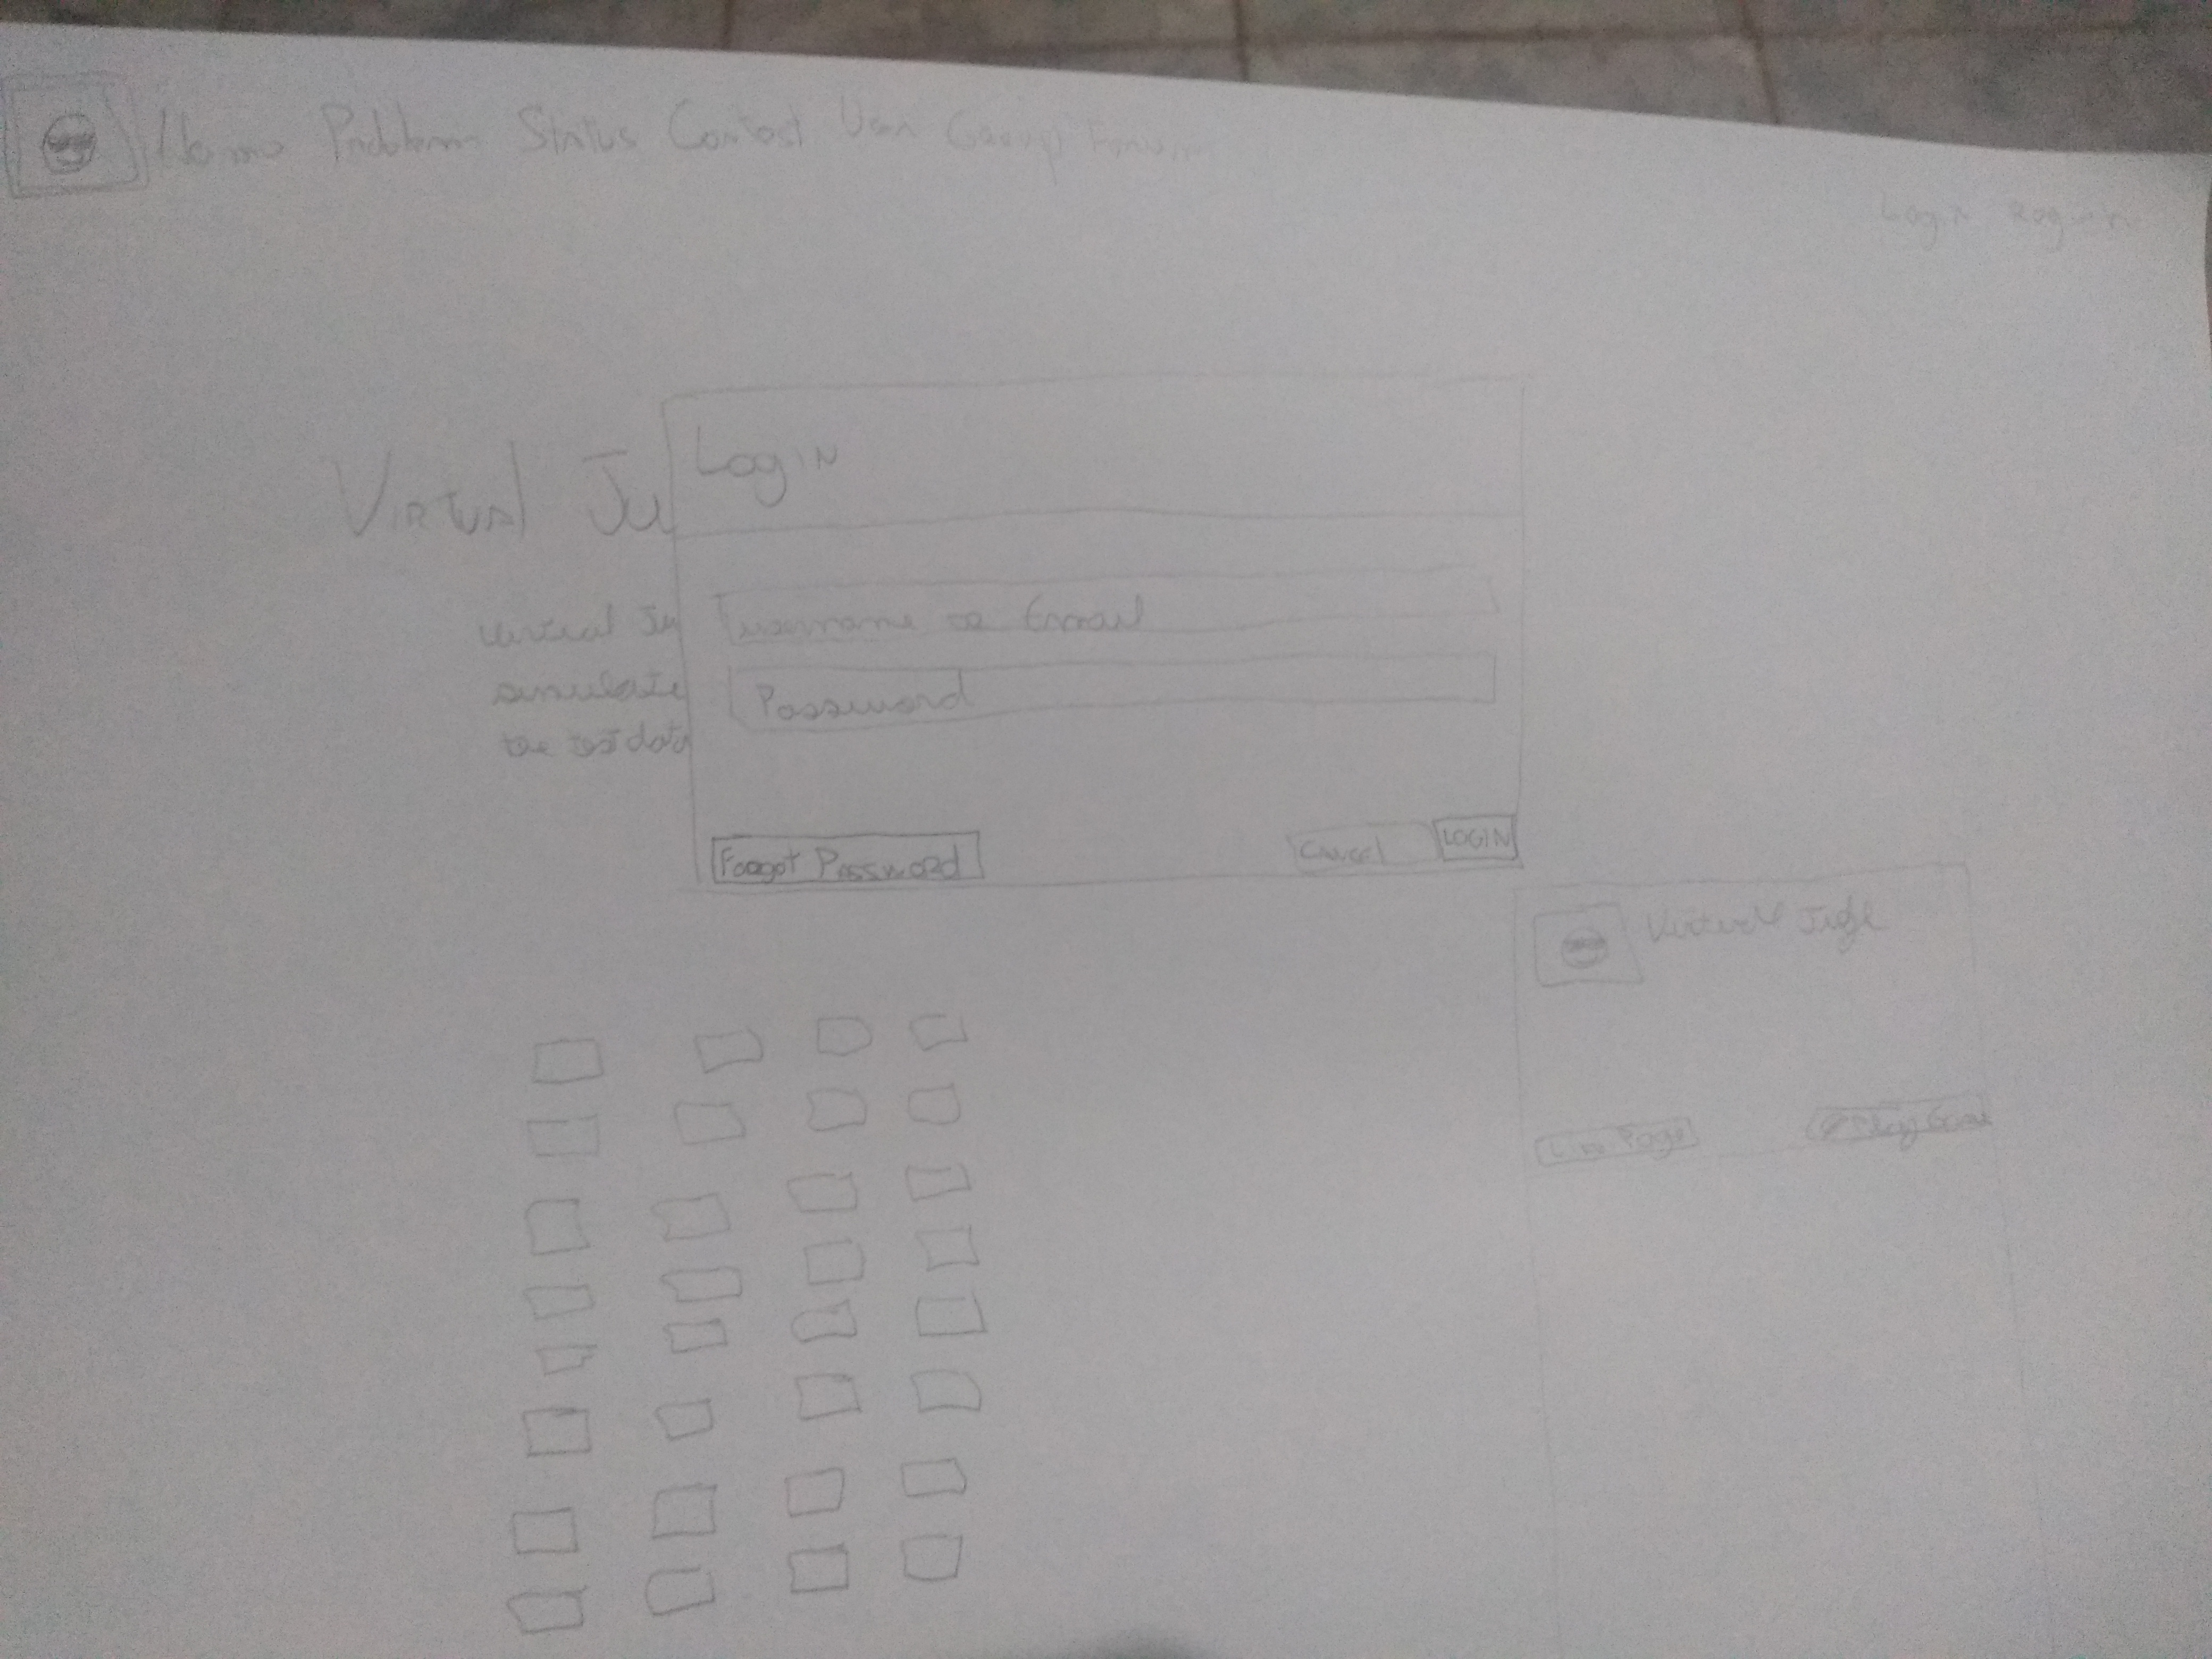 Home Problem Status Contest User Group Forum
Login Register
Virtual Ju
Login
Virtual Ju
username or Email
simulate
Password
the test data
Forgot Password
Cancel
LOGIN
Virtual Judge
Like Page